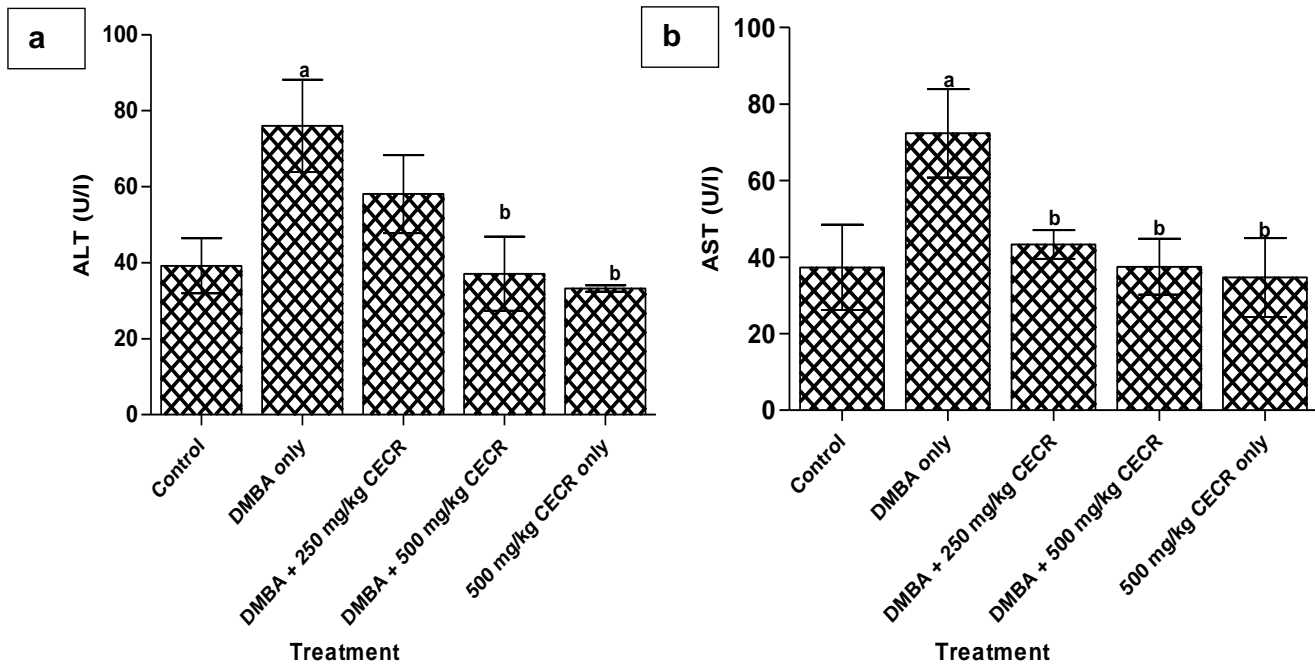 a
ALT (U/l)
100
80
60
40
20
0
a
b
b
Control
DMBA only
DMBA + 250 mg/kg CECR
DMBA + 500 mg/kg CECR
500 mg/kg CECR only
Treatment
b
AST (U/l)
100
80
60
40
20
0
a
b
b
b
Control
DMBA only
DMBA + 250 mg/kg CECR
DMBA + 500 mg/kg CECR
500 mg/kg CECR only
Treatment